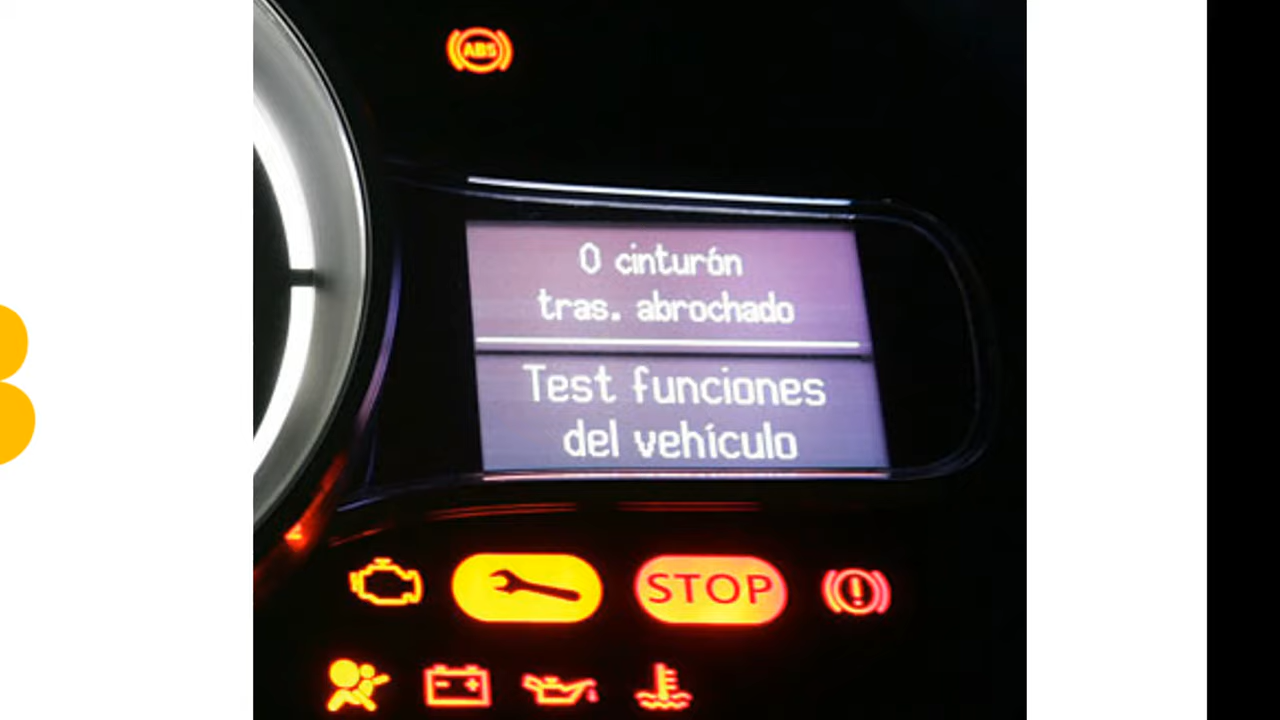 ABS
0 cinturón
tras. abrochado
Test funciones
del vehículo
STOP